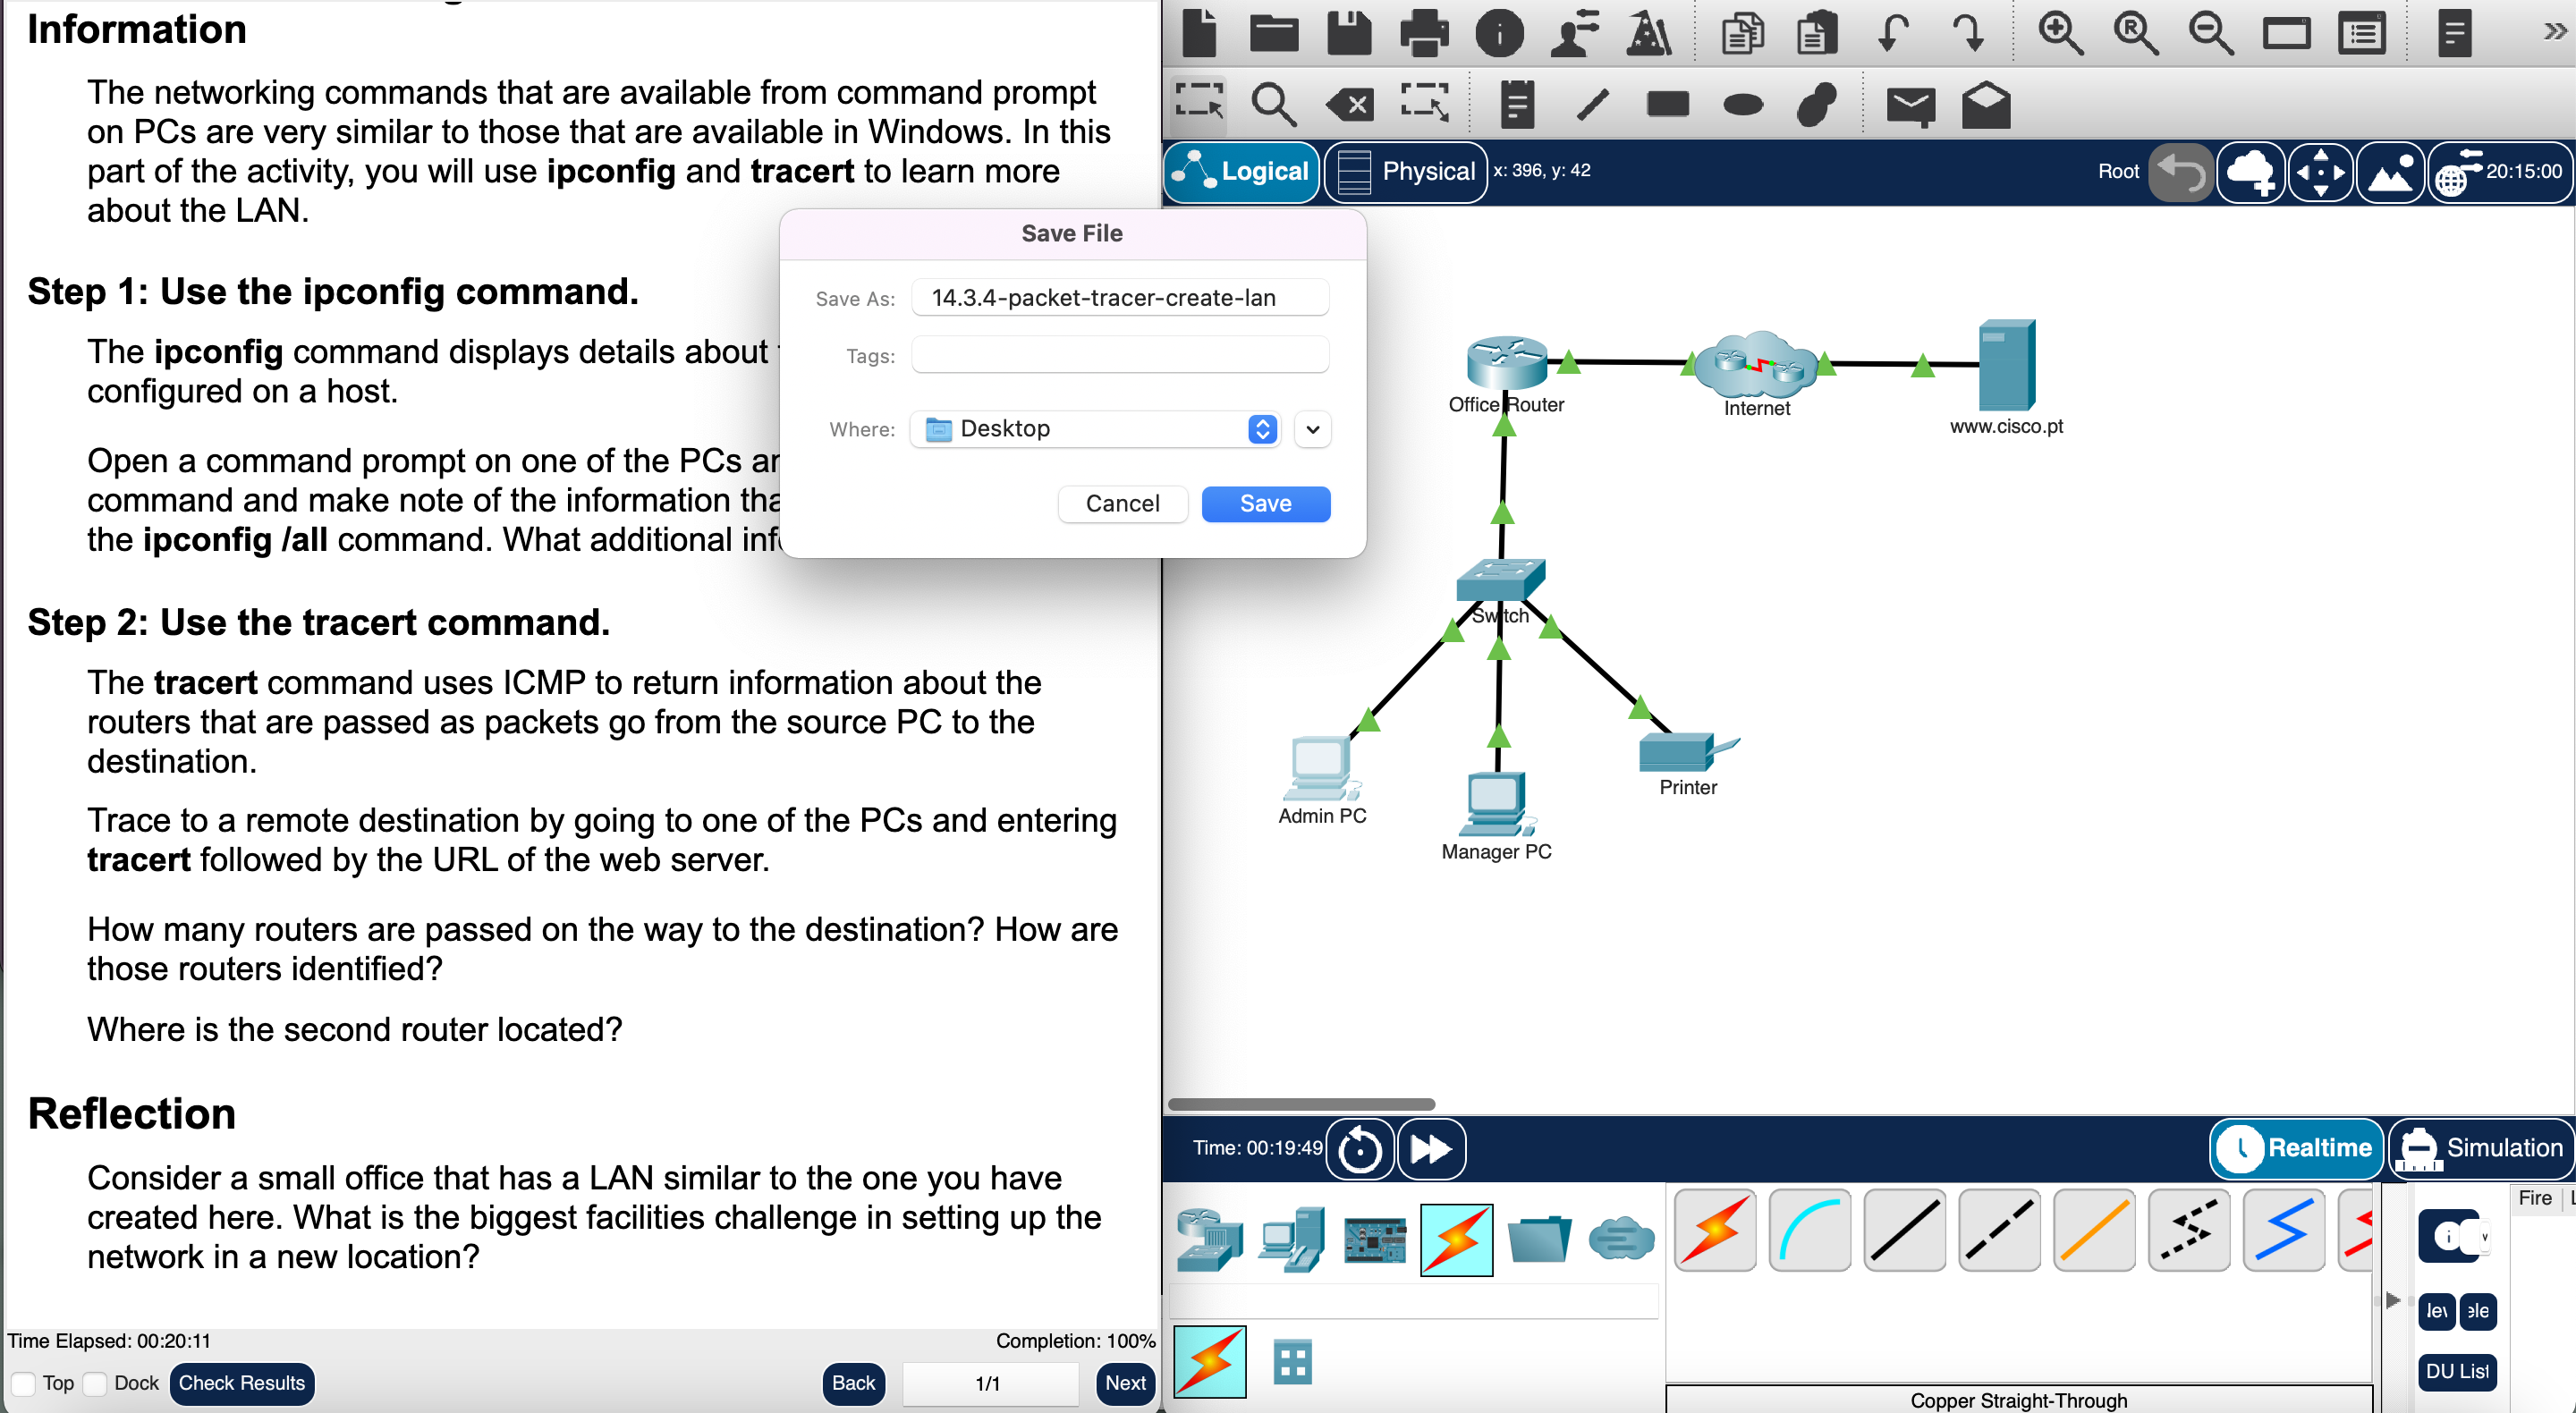 Information
The networking commands that are available from command prompt
on PCs are very similar to those that are available in Windows. In this
part of the activity, you will use ipconfig and tracert to learn more
about the LAN.
Step 1: Use the ipconfig command.
The ipconfig command displays details about
configured on a host.
Open a command prompt on one of the PCs
command and make note of the information
the ipconfig /all command. What additional
Step 2: Use the tracert command.
The tracert command uses ICMP to return information about the
routers that are passed as packets go from the source PC to the
destination.
Trace to a remote destination by going to one of the PCs and entering
tracert followed by the URL of the web server.
How many routers are passed on the way to the destination? How are
those routers identified?
Where is the second router located?
Reflection
Consider a small office that has a LAN similar to the one you have
created here. What is the biggest facilities challenge in setting up the
network in a new location?
Time Elapsed: 00:20:11
Completion: 100%
Top
Dock
Check Results
Back
1/1
Next
Save File
Save As: 14.3.4-packet-tracer-create-lan
Tags:
Where: Desktop
Cancel
Save
Logical
Physical
x: 396, y: 42
Root
20:15:00
Office Router
Internet
www.cisco.pt
Switch
Admin PC
Manager PC
Printer
Time: 00:19:49
Realtime
Simulation
Fire
DU List
Copper Straight-Through